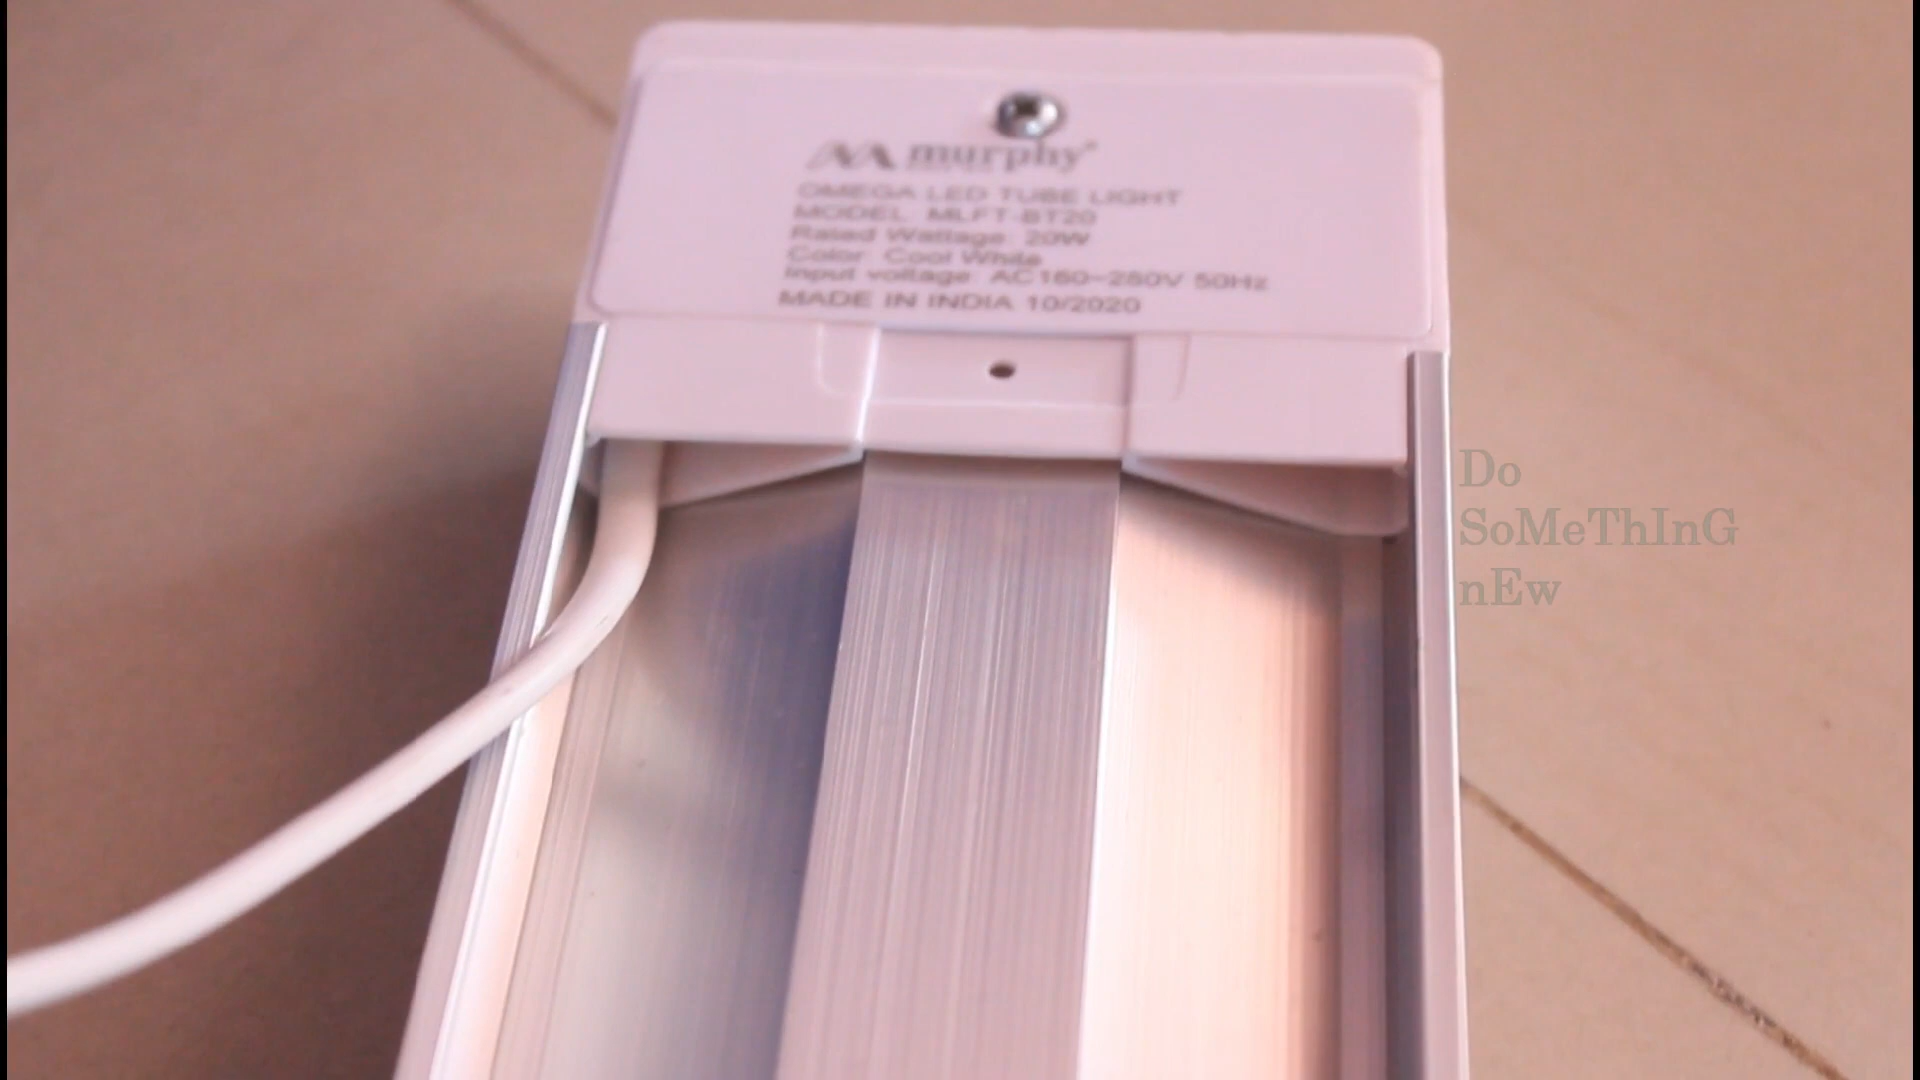 murphy
OMEGA LED TUBE LIGHT
MODEL: MLFT-BT20
Rated Wattage: 20W
Color: Cool White
Input voltage: AC160~280V 50Hz
MADE IN INDIA 10/2020
Do
SoMeThInG
nEw